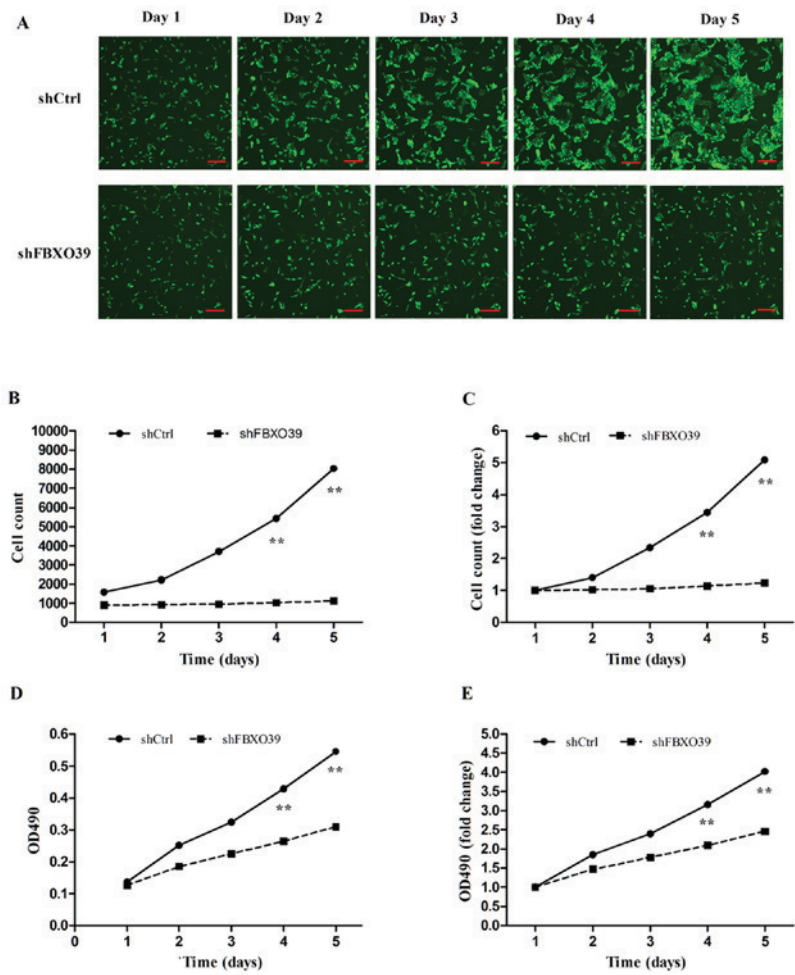 A
Day 1 Day 2 Day 3 Day 4 Day 5
shCtrl
shFBXO39
B
shCtrl shFBXO39
Cell count
10000
9000
8000
7000
6000
5000
4000
3000
2000
1000
0
**
**
1 2 3 4 5
Time (days)
C
shCtrl shFBXO39
Cell count (fold change)
6
5
4
3
2
1
0
**
**
1 2 3 4 5
Time (days)
D
shCtrl shFBXO39
OD490
0.6
0.5
0.4
0.3
0.2
0.1
0.0
**
**
0 1 2 3 4 5
Time (days)
E
shCtrl shFBXO39
OD490 (fold change)
5.0
4.5
4.0
3.5
3.0
2.5
2.0
1.5
1.0
0.5
0.0
**
**
1 2 3 4 5
Time (days)